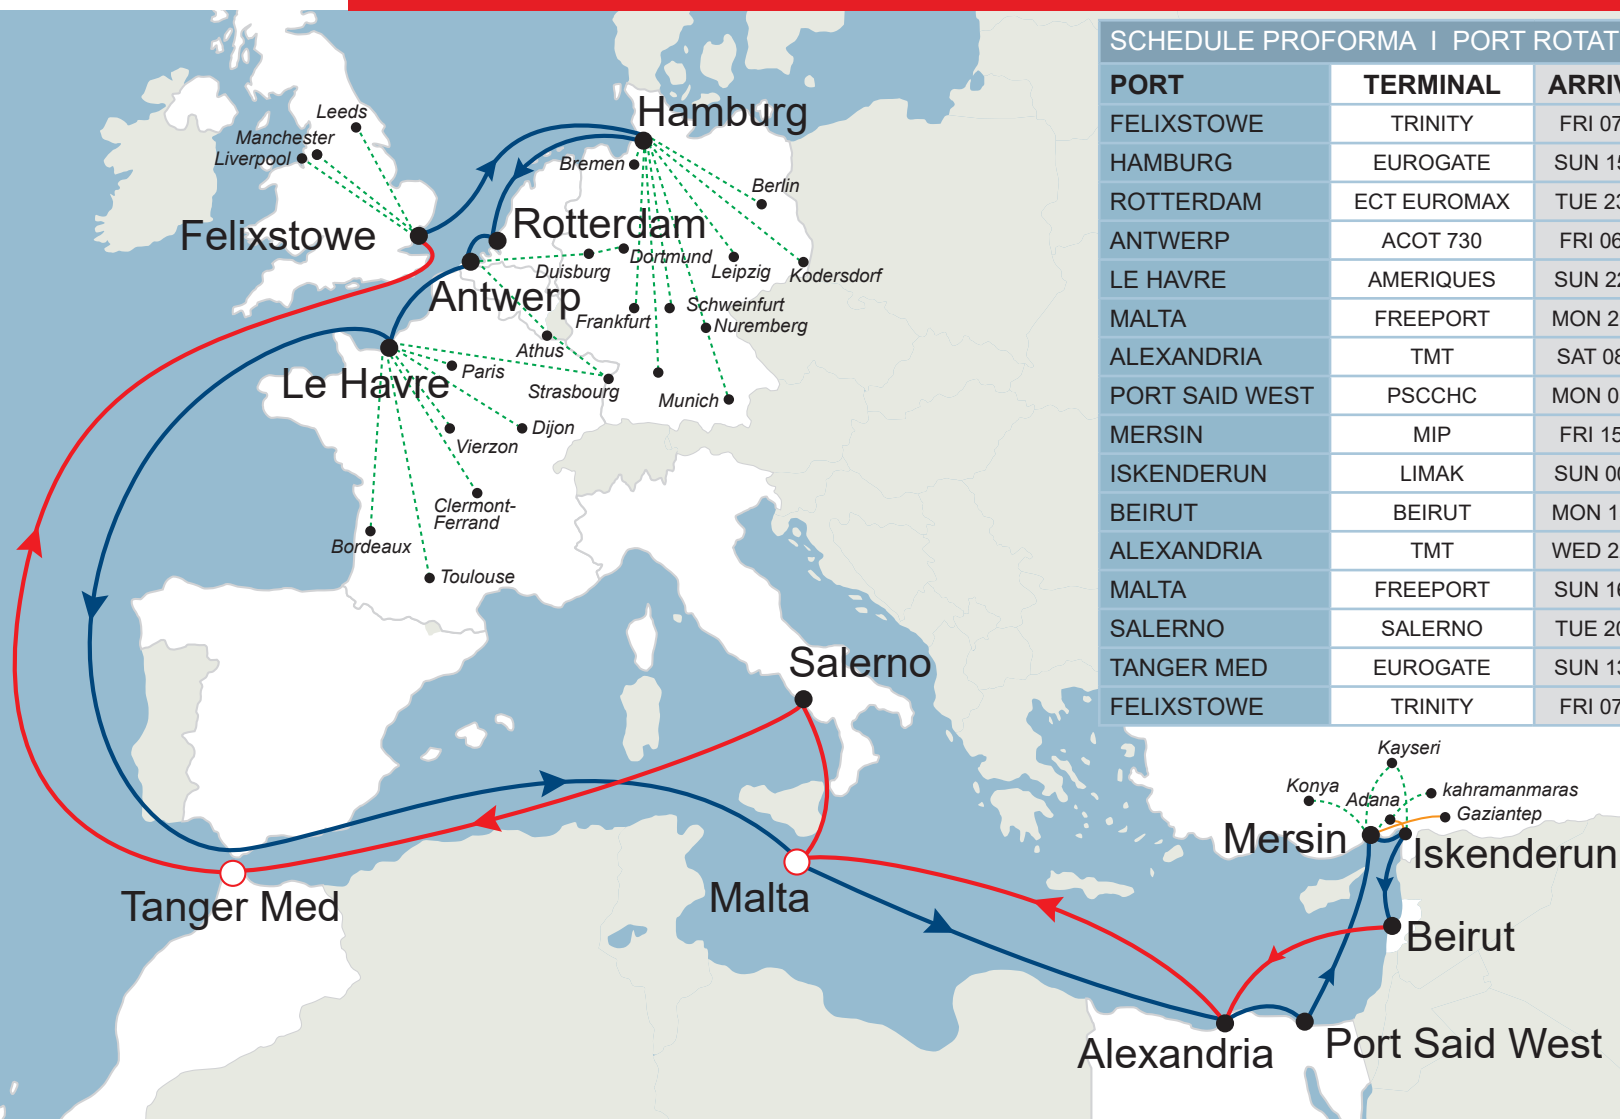 SCHEDULE PROFORMA I PORT ROTAT
PORT TERMINAL ARRIV
FELIXSTOWE TRINITY FRI 07
HAMBURG EUROGATE SUN 15
ROTTERDAM ECT EUROMAX TUE 23
ANTWERP ACOT 730 FRI 06
LE HAVRE AMERIQUES SUN 22
MALTA FREEPORT MON 2
ALEXANDRIA TMT SAT 08
PORT SAID WEST PSCCHC MON 0
MERSIN MIP FRI 15
ISKENDERUN LIMAK SUN 00
BEIRUT BEIRUT MON 1
ALEXANDRIA TMT WED 2
MALTA FREEPORT SUN 16
SALERNO SALERNO TUE 20
TANGER MED EUROGATE SUN 13
FELIXSTOWE TRINITY FRI 07
Hamburg
Leeds
Manchester
Liverpool
Bremen
Berlin
Felixstowe
Rotterdam
Dortmund
Duisburg
Leipzig
Kodersdorf
Antwerp
Schweinfurt
Frankfurt
Nuremberg
Athus
Le Havre
Paris
Strasbourg
Munich
Dijon
Vierzon
Clermont-
Ferrand
Bordeaux
Toulouse
Salerno
Kayseri
Konya
Adana
kahramanmaras
Gaziantep
Mersin
Iskenderun
Tanger Med
Malta
Beirut
Alexandria
Port Said West